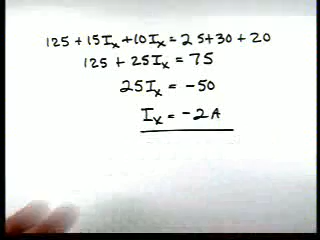 125 + 15Iₓ + 10Iₓ = 25 + 30 + 20
125 + 25Iₓ = 75
25Iₓ = -50
Iₓ = -2A